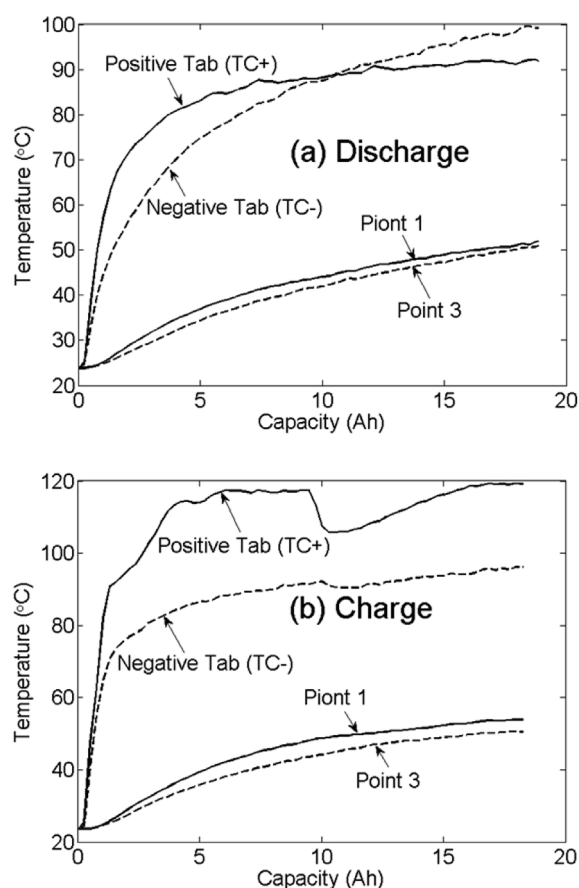 100
Positive Tab (TC+)
90
80
(a) Discharge
70
Negative Tab (TC-)
60
Piont 1
50
40
Point 3
30
20
0 5 10 15 20
Temperature (°C)
Capacity (Ah)
120
100
Positive Tab (TC+)
(b) Charge
80
Negative Tab (TC-)
60
Piont 1
40
Point 3
20
0 5 10 15 20
Temperature (°C)
Capacity (Ah)